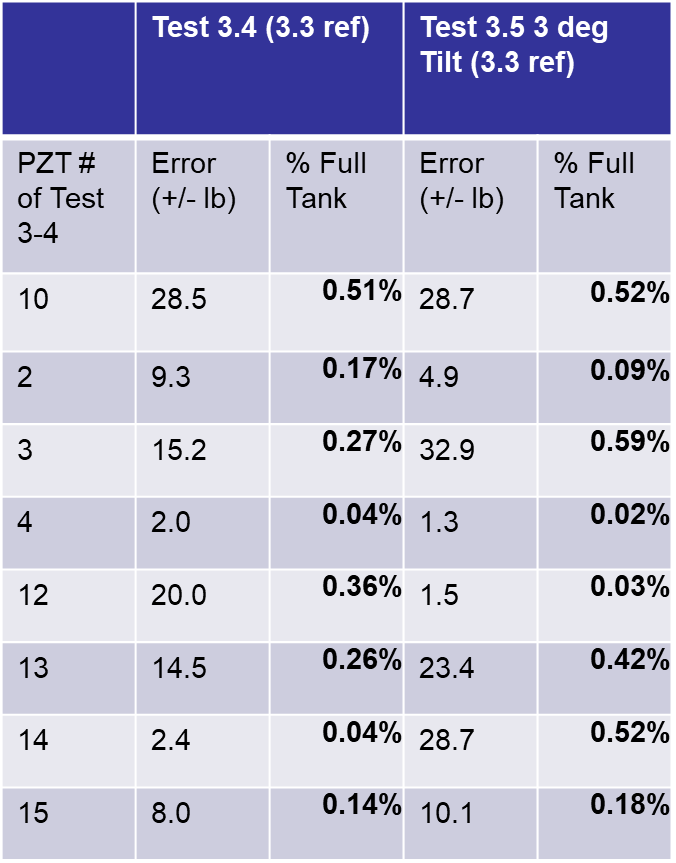 Test 3.4 (3.3 ref)
Test 3.5 3 deg
Tilt (3.3 ref)
PZT #
of Test
3-4
Error
(+/- lb)
% Full
Tank
Error
(+/- lb)
% Full
Tank
10 28.5 0.51% 28.7 0.52%
2 9.3 0.17% 4.9 0.09%
3 15.2 0.27% 32.9 0.59%
4 2.0 0.04% 1.3 0.02%
12 20.0 0.36% 1.5 0.03%
13 14.5 0.26% 23.4 0.42%
14 2.4 0.04% 28.7 0.52%
15 8.0 0.14% 10.1 0.18%